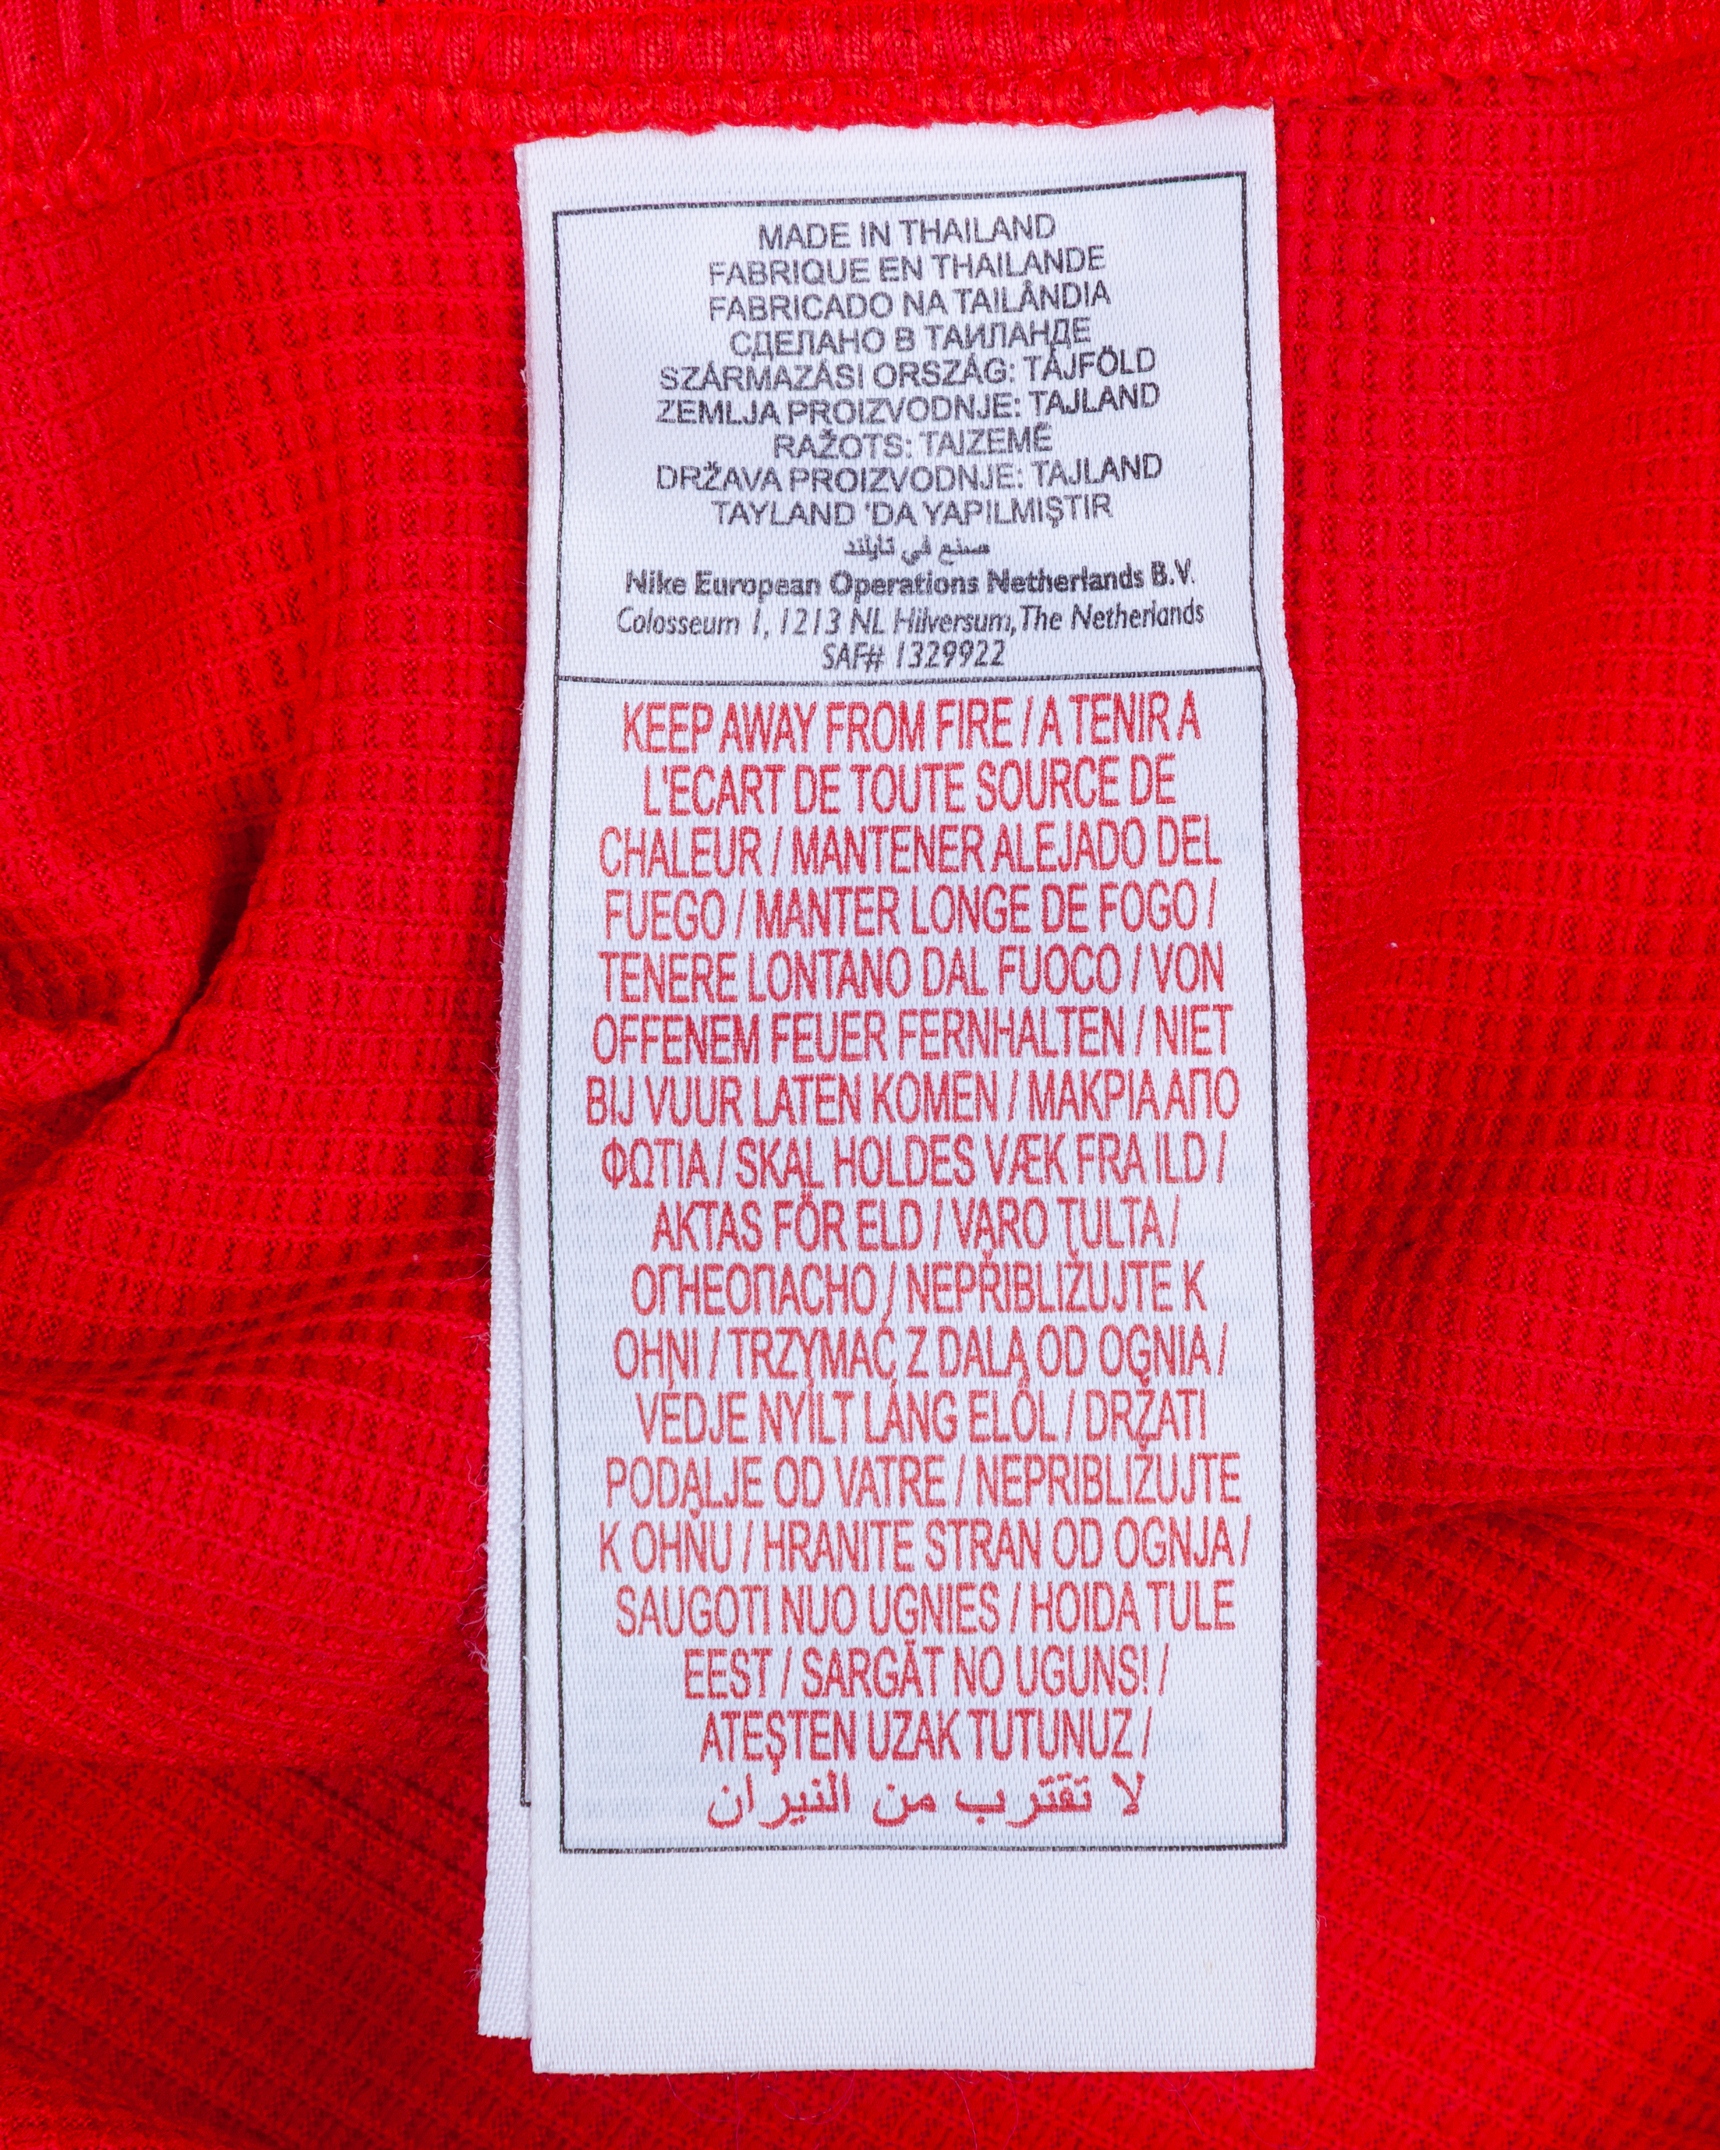 MADE IN THAILAND
FABRIQUE EN THAILANDE
FABRICADO NA TAILÂNDIA
СДЕЛАНО В ТАИЛАНДЕ
SZÁRMAZÁSI ORSZÁG: TÁJFÖLD
ZEMLJA PROIZVODNJE: TAJLAND
RAŽOTS: TAIZEMĒ
DRŽAVA PROIZVODNJE: TAJLAND
TAYLAND 'DA YAPILMIŞTIR
صنع في تايلند
Nike European Operations Netherlands B.V.
Colosseum 1, 1213 NL Hilversum, The Netherlands
SAF# 1329922
KEEP AWAY FROM FIRE / A TENIR A
L'ECART DE TOUTE SOURCE DE
CHALEUR / MANTENER ALEJADO DEL
FUEGO / MANTER LONGE DE FOGO /
TENERE LONTANO DAL FUOCO / VON
OFFENEM FEUER FERNHALTEN / NIET
BIJ VUUR LATEN KOMEN / ΜΑΚΡΙΑ ΑΠΟ
ΦΩΤΙΑ / SKAL HOLDES VÆK FRA ILD /
AKTAS FÖR ELD / VARO TULTA /
ОГНЕОПАСНО / NEPŘIBLIŽUJTE K
OHNI / TRZYMAĆ Z DALA OD OGNIA /
VÉDJE NYÍLT LÁNG ELŐL / DRŽATI
PODALJE OD VATRE / NEPRIBLIŽUJTE
K OHŇU / HRANITE STRAN OD OGNJA /
SAUGOTI NUO UGNIES / HOIDA TULE
EEST / SARGĀT NO UGUNS! /
ATEŞTEN UZAK TUTUNUZ /
لا تقترب من النيران